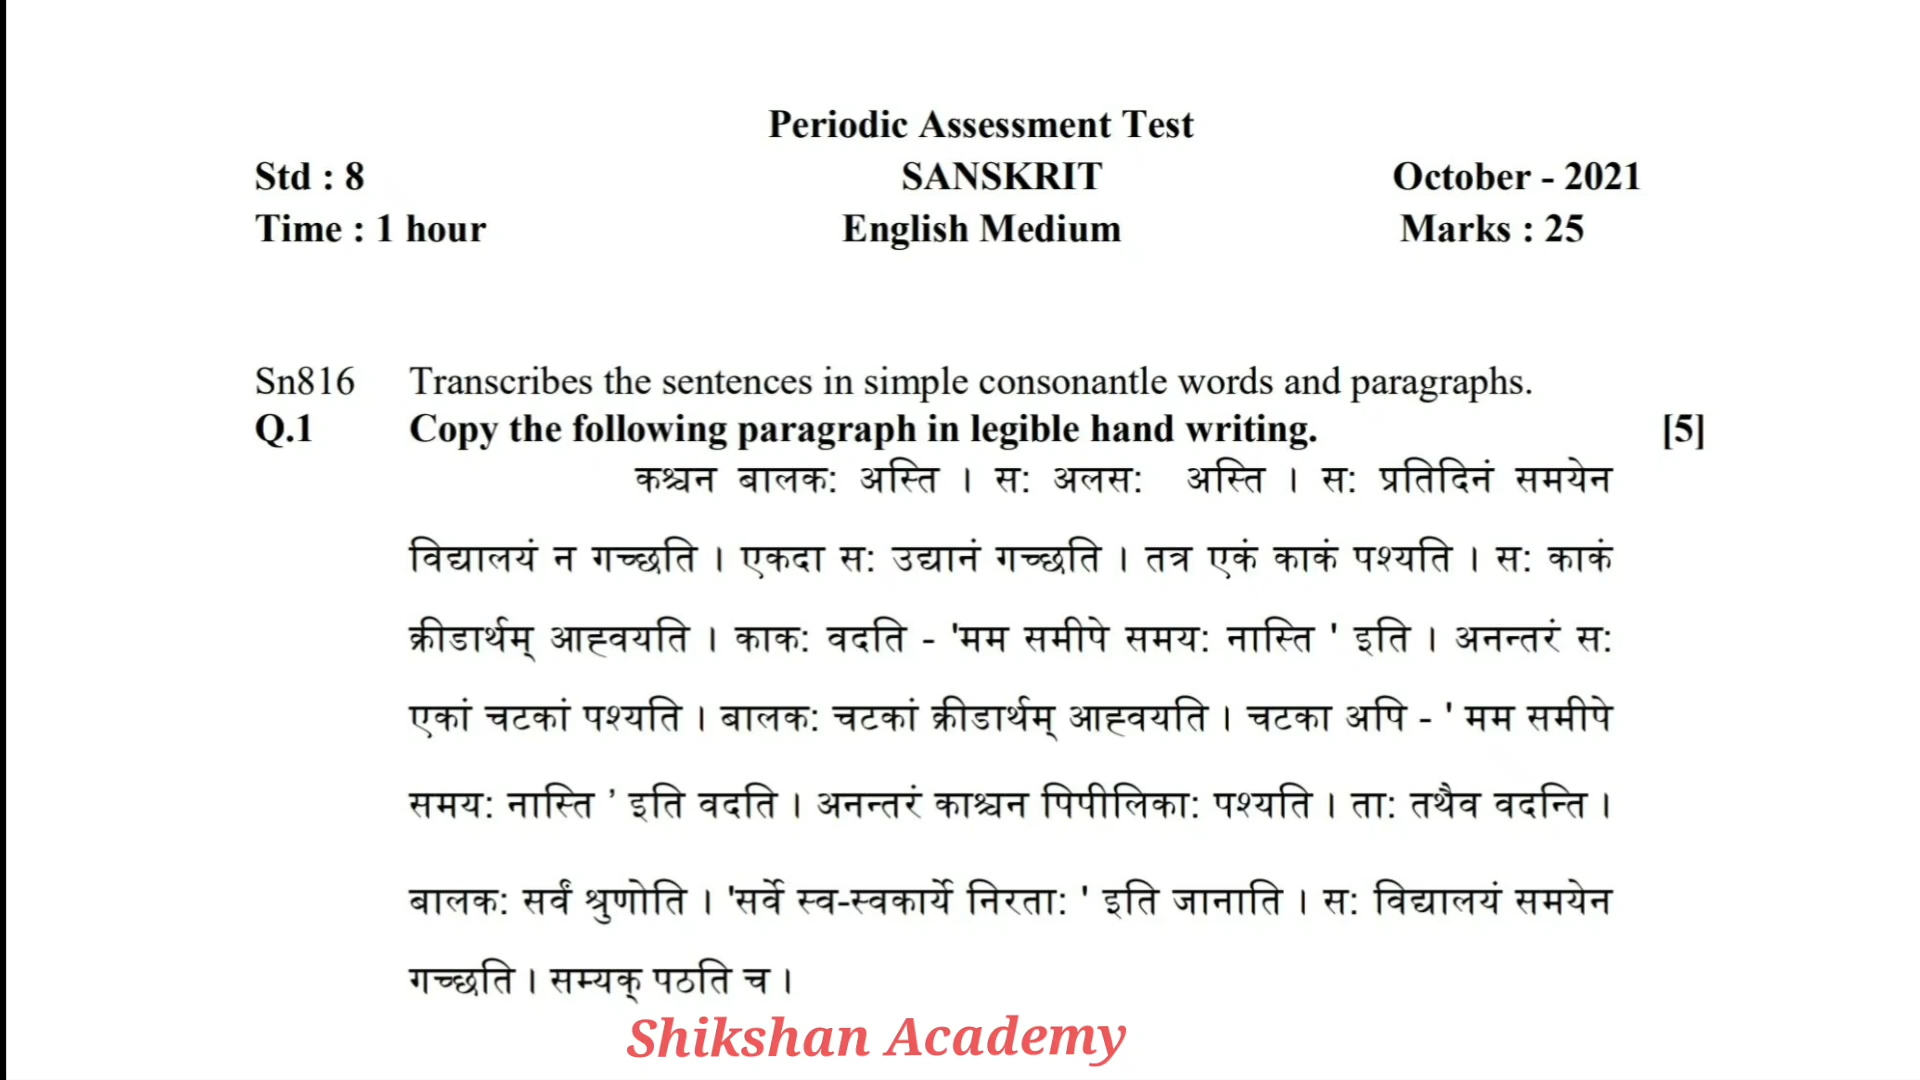 Periodic Assessment Test
Std : 8 SANSKRIT October - 2021
Time : 1 hour English Medium Marks : 25
Sn816 Transcribes the sentences in simple consonantle words and paragraphs.
Q.1 Copy the following paragraph in legible hand writing. [5]
कश्चन बालक: अस्ति । स: अलस: अस्ति । स: प्रतिदिनं समयेन
विद्यालयं न गच्छति । एकदा स: उद्यानं गच्छति । तत्र एकं काकं पश्यति । स: काकं
क्रीडार्थम् आह्वयति । काक: वदति - 'मम समीपे समय: नास्ति ' इति । अनन्तरं स:
एकां चटकां पश्यति । बालक: चटकां क्रीडार्थम् आह्वयति । चटका अपि - ' मम समीपे
समय: नास्ति ’ इति वदति । अनन्तरं काश्चन पिपीलिका: पश्यति । ता: तथैव वदन्ति ।
बालक: सर्वं श्रुणोति । 'सर्वे स्व-स्वकार्ये निरता: ' इति जानाति । स: विद्यालयं समयेन
गच्छति । सम्यक् पठति च ।
Shikshan Academy